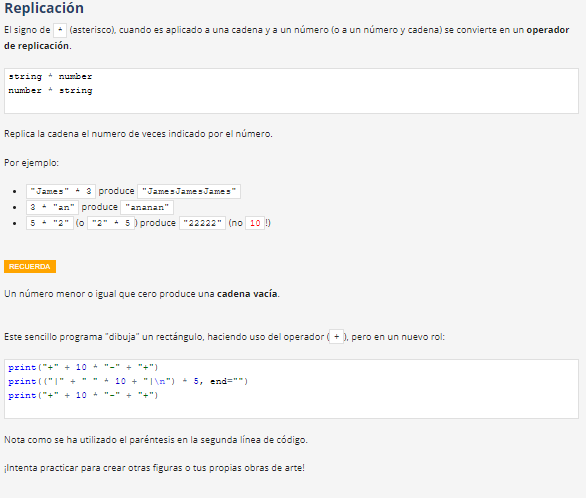 Replicación
El signo de * (asterisco), cuando es aplicado a una cadena y a un número (o a un número y cadena) se convierte en un operador
de replicación.
string * number
number * string
Replica la cadena el numero de veces indicado por el número.
Por ejemplo:
• "James" * 3 produce "JamesJamesJames"
• 3 * "an" produce "ananan"
• 5 * "2" (o "2" * 5 ) produce "22222" (no 10 !)
RECUERDA
Un número menor o igual que cero produce una cadena vacía.
Este sencillo programa "dibuja" un rectángulo, haciendo uso del operador ( + ), pero en un nuevo rol:
print("+" + 10 * "-" + "+")
print(("|" + " " * 10 + "|\n") * 5, end="")
print("+" + 10 * "-" + "+")
Nota como se ha utilizado el paréntesis en la segunda línea de código.
¡Intenta practicar para crear otras figuras o tus propias obras de arte!